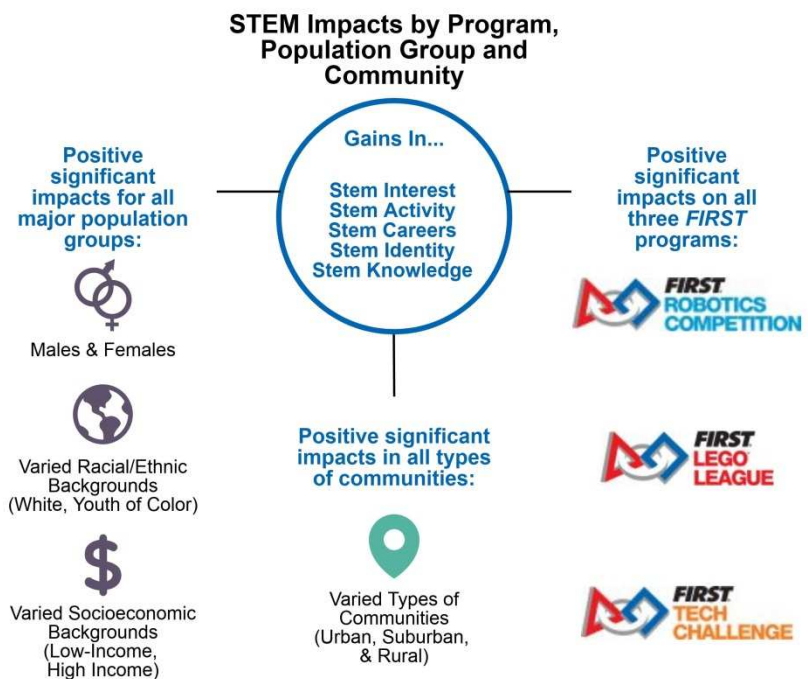 STEM Impacts by Program,
Population Group and
Community
Gains In...
Stem Interest
Stem Activity
Stem Careers
Stem Identity
Stem Knowledge
Positive
significant
impacts for all
major population
groups:
Males & Females
Varied Racial/Ethnic
Backgrounds
(White, Youth of Color)
Varied Socioeconomic
Backgrounds
(Low-Income,
High Income)
Positive significant
impacts in all types
of communities:
Varied Types of
Communities
(Urban, Suburban,
& Rural)
Positive
significant
impacts on all
three FIRST
programs:
FIRST
ROBOTICS
COMPETITION
FIRST
LEGO
LEAGUE
FIRST
TECH
CHALLENGE